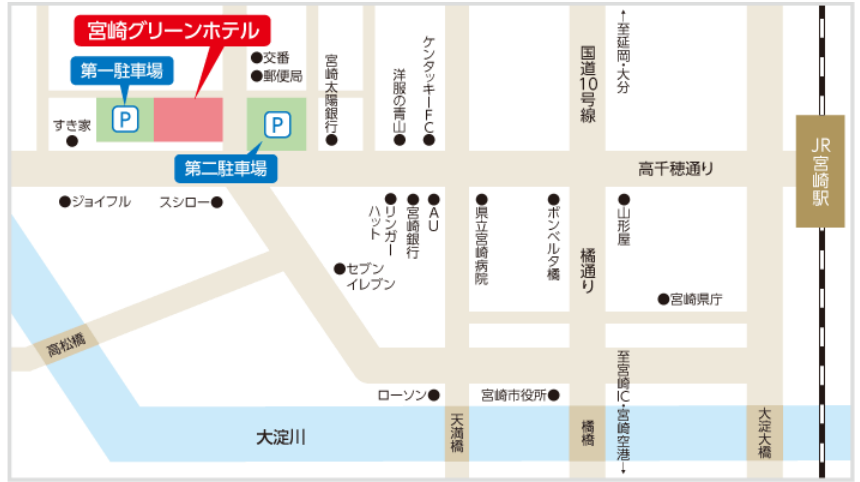 宮崎グリーンホテル
第一駐車場
P
すき家
交番
郵便局
P
第二駐車場
宮崎太陽銀行
洋服の青山
ケンタッキーFC
国道10号線
←至延岡・大分
高千穂通り
JR宮崎駅
ジョイフル
スシロー
リンガー
ハット
宮崎銀行
AU
県立宮崎病院
ボンベルタ橘
橘通り
山形屋
セブン
イレブン
宮崎県庁
高松橋
ローソン
宮崎市役所
至宮崎IC・宮崎空港→
大淀川
天満橋
橘橋
大淀大橋